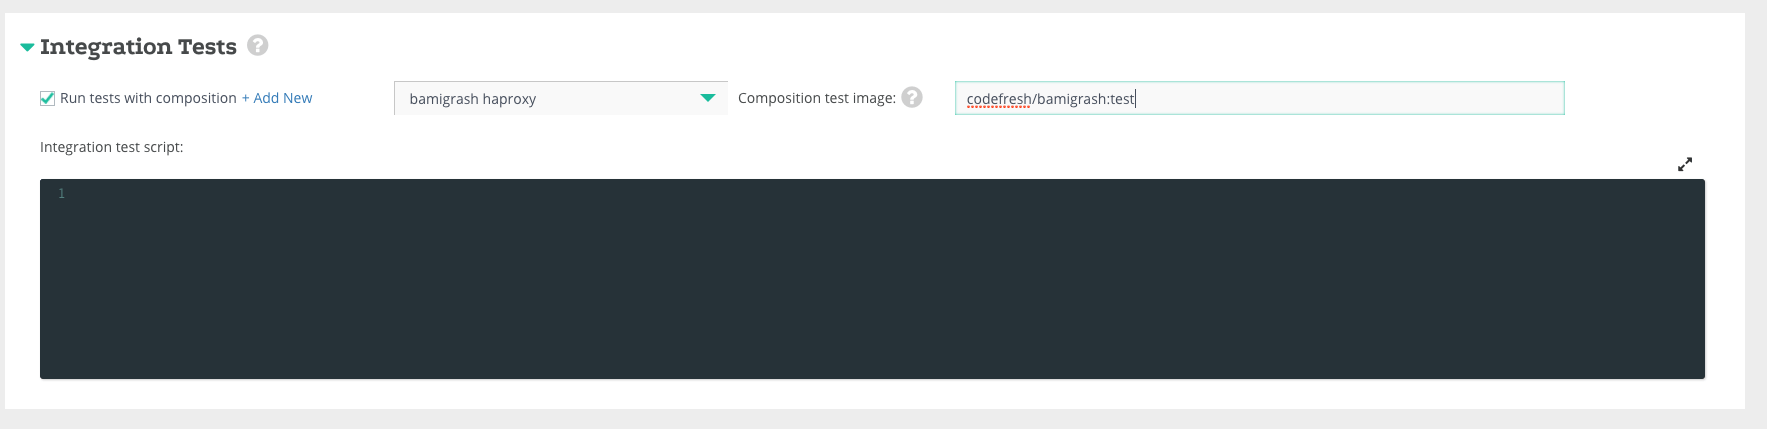 Integration Tests ?
Run tests with composition + Add New bamigrash haproxy Composition test image: ? codefresh/bamigrash:test
Integration test script:
1